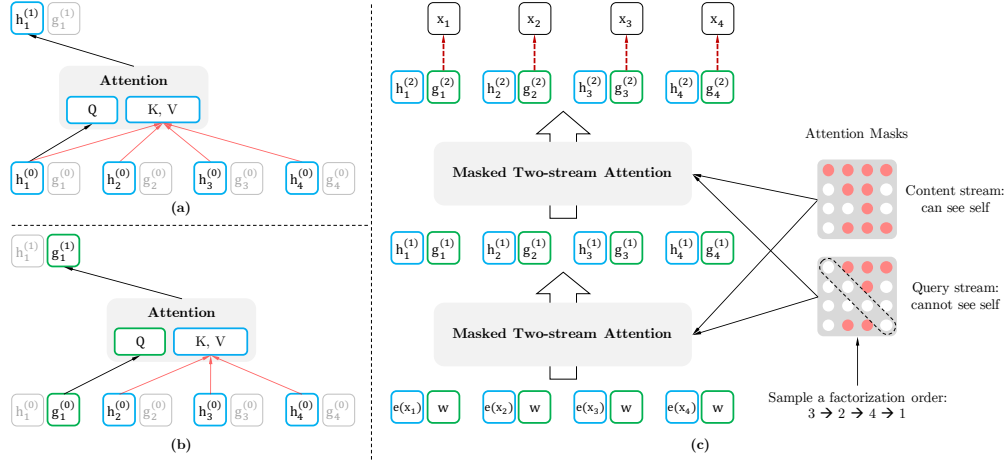 h₁⁽¹⁾ g₁⁽¹⁾
Attention
Q K, V
h₁⁽⁰⁾ g₁⁽⁰⁾ h₂⁽⁰⁾ g₂⁽⁰⁾ h₃⁽⁰⁾ g₃⁽⁰⁾ h₄⁽⁰⁾ g₄⁽⁰⁾
(a)
h₁⁽¹⁾ g₁⁽¹⁾
Attention
Q K, V
h₁⁽⁰⁾ g₁⁽⁰⁾ h₂⁽⁰⁾ g₂⁽⁰⁾ h₃⁽⁰⁾ g₃⁽⁰⁾ h₄⁽⁰⁾ g₄⁽⁰⁾
(b)
x₁ x₂ x₃ x₄
h₁⁽²⁾ g₁⁽²⁾ h₂⁽²⁾ g₂⁽²⁾ h₃⁽²⁾ g₃⁽²⁾ h₄⁽²⁾ g₄⁽²⁾
Masked Two-stream Attention
h₁⁽¹⁾ g₁⁽¹⁾ h₂⁽¹⁾ g₂⁽¹⁾ h₃⁽¹⁾ g₃⁽¹⁾ h₄⁽¹⁾ g₄⁽¹⁾
Masked Two-stream Attention
e(x₁) w e(x₂) w e(x₃) w e(x₄) w
(c)
Attention Masks
Content stream:
can see self
Query stream:
cannot see self
Sample a factorization order:
3 → 2 → 4 → 1